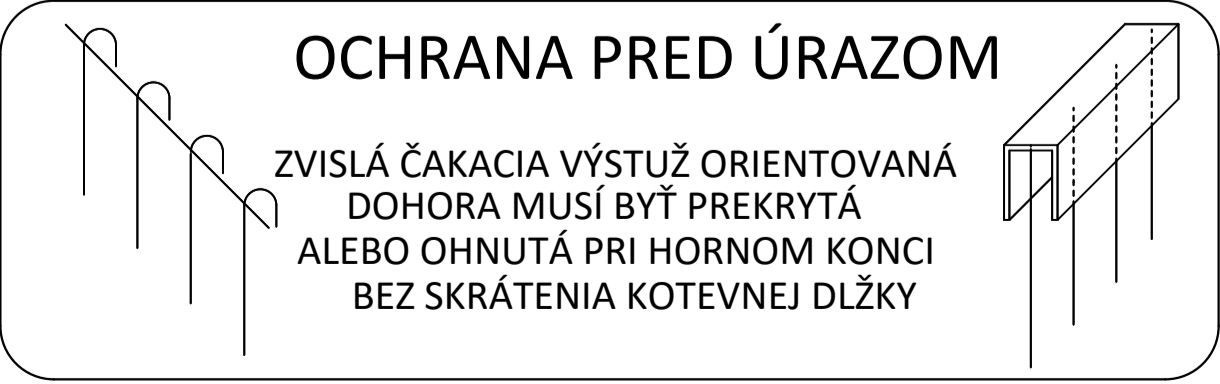 OCHRANA PRED ÚRAZOM
ZVISLÁ ČAKACIA VÝSTUŽ ORIENTOVANÁ
DOHORA MUSÍ BYŤ PREKRYTÁ
ALEBO OHNUTÁ PRI HORNOM KONCI
BEZ SKRÁTENIA KOTEVNEJ DLŽKY